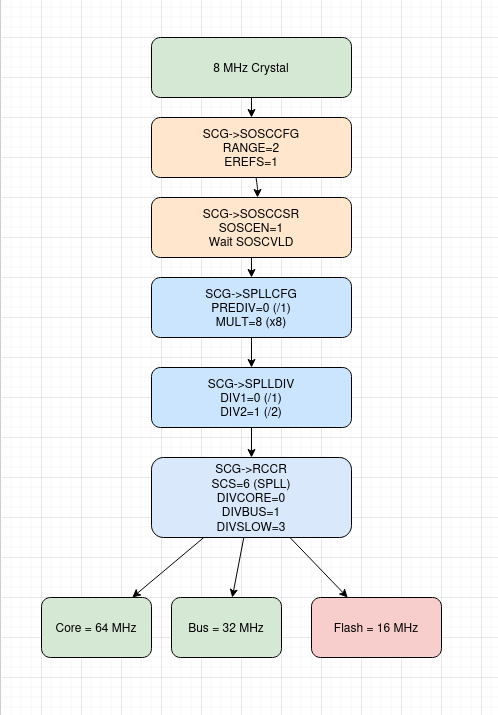 8 MHz Crystal
SCG->SOSCCFG
RANGE=2
EREFS=1
SCG->SOSCCSR
SOSCEN=1
Wait SOSCVLD
SCG->SPLLCFG
PREDIV=0 (/1)
MULT=8 (x8)
SCG->SPLLDIV
DIV1=0 (/1)
DIV2=1 (/2)
SCG->RCCR
SCS=6 (SPLL)
DIVCORE=0
DIVBUS=1
DIVSLOW=3
Core = 64 MHz
Bus = 32 MHz
Flash = 16 MHz